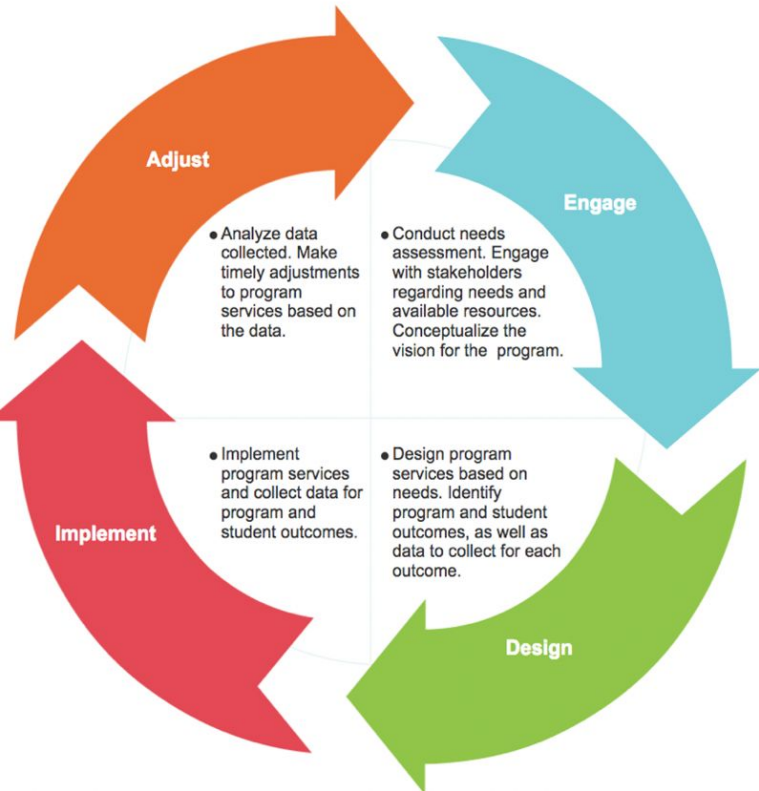 Adjust
• Analyze data
collected. Make
timely adjustments
to program
services based on
the data.
Engage
• Conduct needs
assessment. Engage
with stakeholders
regarding needs and
available resources.
Conceptualize the
vision for the program.
Implement
• Implement
program services
and collect data for
program and
student outcomes.
Design
• Design program
services based on
needs. Identify
program and student
outcomes, as well as
data to collect for each
outcome.